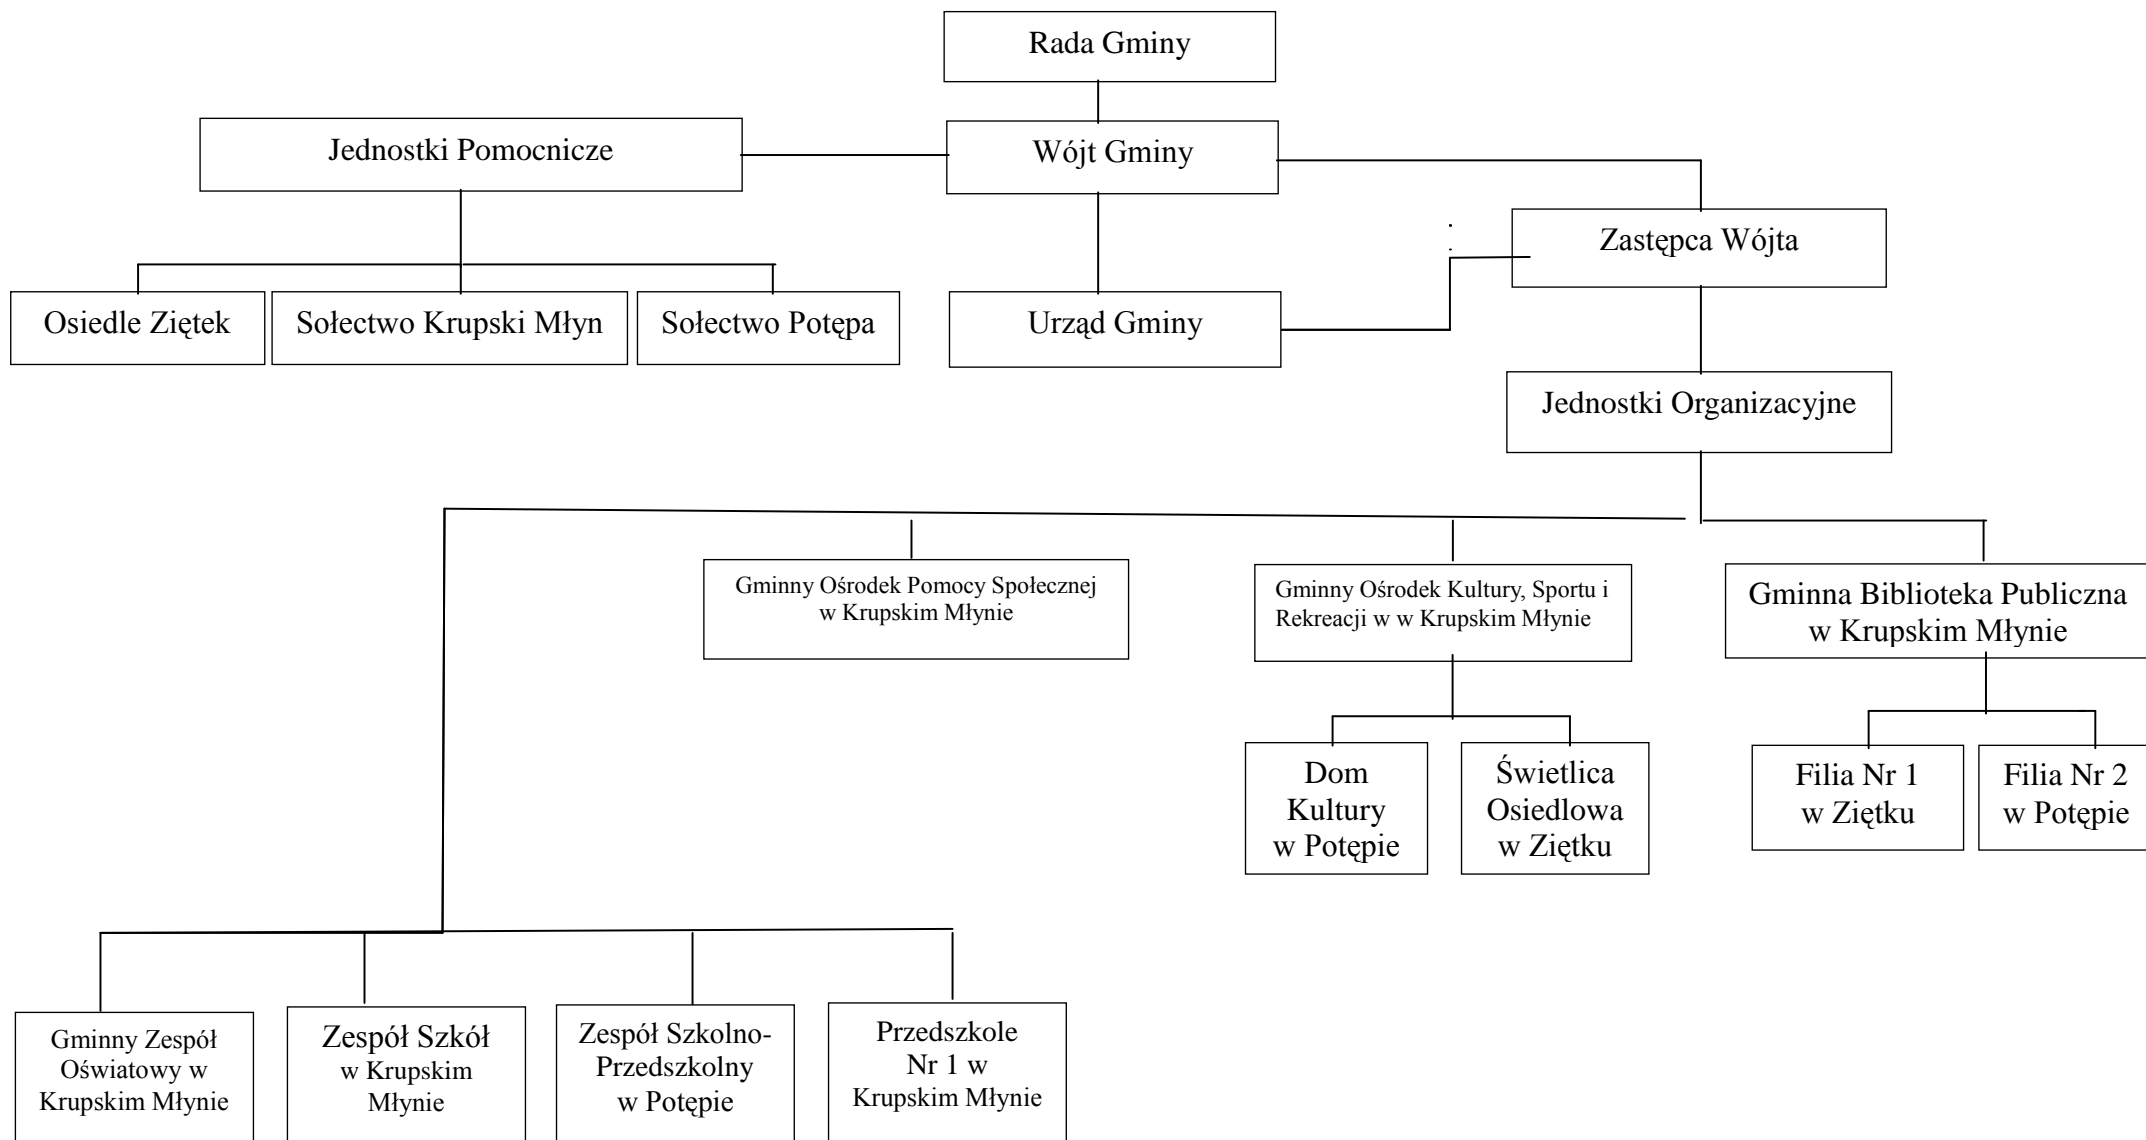 Rada Gminy
Jednostki Pomocnicze
Wójt Gminy
Zastępca Wójta
Osiedle Ziętek
Sołectwo Krupski Młyn
Sołectwo Potępa
Urząd Gminy
Jednostki Organizacyjne
Gminny Ośrodek Pomocy Społecznej
w Krupskim Młynie
Gminny Ośrodek Kultury, Sportu i
Rekreacji w w Krupskim Młynie
Gminna Biblioteka Publiczna
w Krupskim Młynie
Dom
Kultury
w Potępie
Świetlica
Osiedlowa
w Ziętku
Filia Nr 1
w Ziętku
Filia Nr 2
w Potępie
Gminny Zespół
Oświatowy w
Krupskim Młynie
Zespół Szkół
w Krupskim
Młynie
Zespół Szkolno-
Przedszkolny
w Potępie
Przedszkole
Nr 1 w
Krupskim Młynie